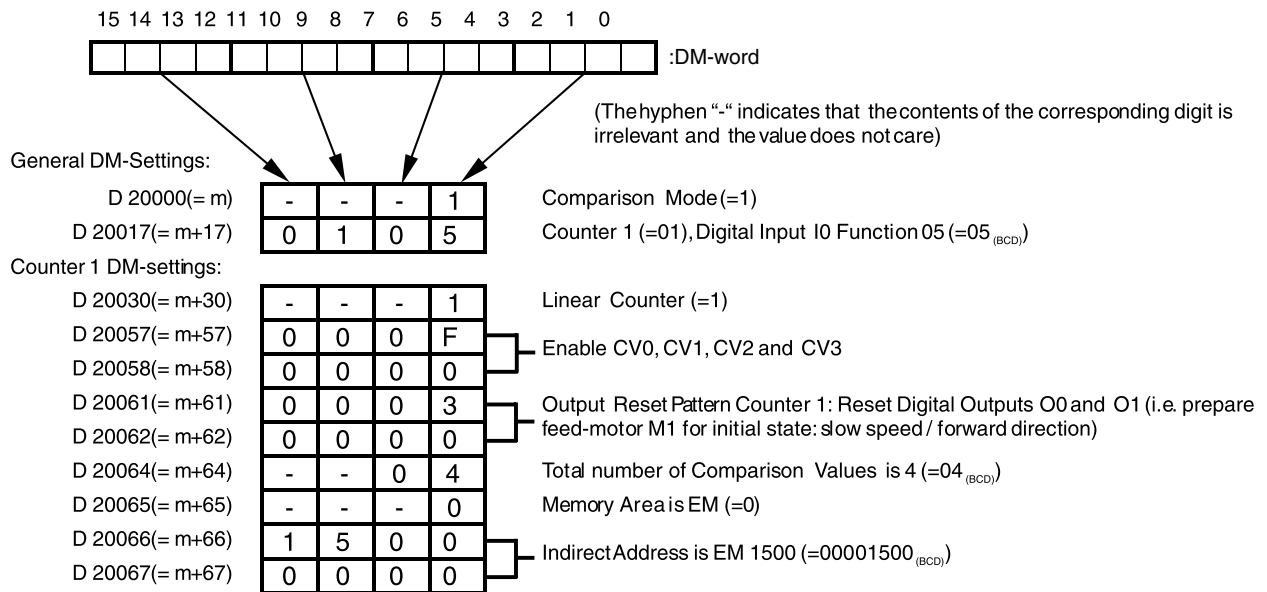 15 14 13 12 11 10 9 8 7 6 5 4 3 2 1 0
:DM-word
(The hyphen “-“ indicates that the contents of the corresponding digit is
irrelevant and the value does not care)
General DM-Settings:
D 20000(= m) - - - 1 Comparison Mode (=1)
D 20017(= m+17) 0 1 0 5 Counter 1 (=01), Digital Input I0 Function 05 (=05 (BCD))
Counter 1 DM-settings:
D 20030(= m+30) - - - 1 Linear Counter (=1)
D 20057(= m+57) 0 0 0 F
Enable CV0, CV1, CV2 and CV3
D 20058(= m+58) 0 0 0 0
D 20061(= m+61) 0 0 0 3 Output Reset Pattern Counter 1: Reset Digital Outputs O0 and O1 (i.e. prepare
D 20062(= m+62) 0 0 0 0 feed-motor M1 for initial state: slow speed / forward direction)
D 20064(= m+64) - - 0 4 Total number of Comparison Values is 4 (=04 (BCD))
D 20065(= m+65) - - - 0 Memory Area is EM (=0)
D 20066(= m+66) 1 5 0 0
Indirect Address is EM 1500 (=00001500 (BCD))
D 20067(= m+67) 0 0 0 0